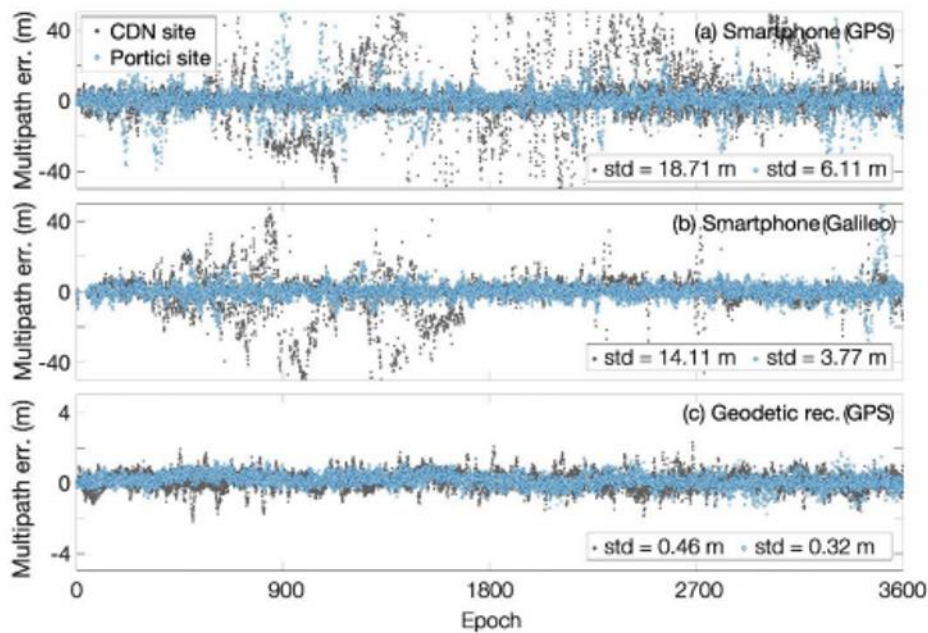 Multipath err. (m)
40
0
-40
CDN site
Portici site
(a) Smartphone (GPS)
std = 18.71 m std = 6.11 m
Multipath err. (m)
40
0
-40
(b) Smartphone (Galileo)
std = 14.11 m std = 3.77 m
Multipath err. (m)
4
0
-4
(c) Geodetic rec. (GPS)
std = 0.46 m std = 0.32 m
0 900 1800 2700 3600
Epoch